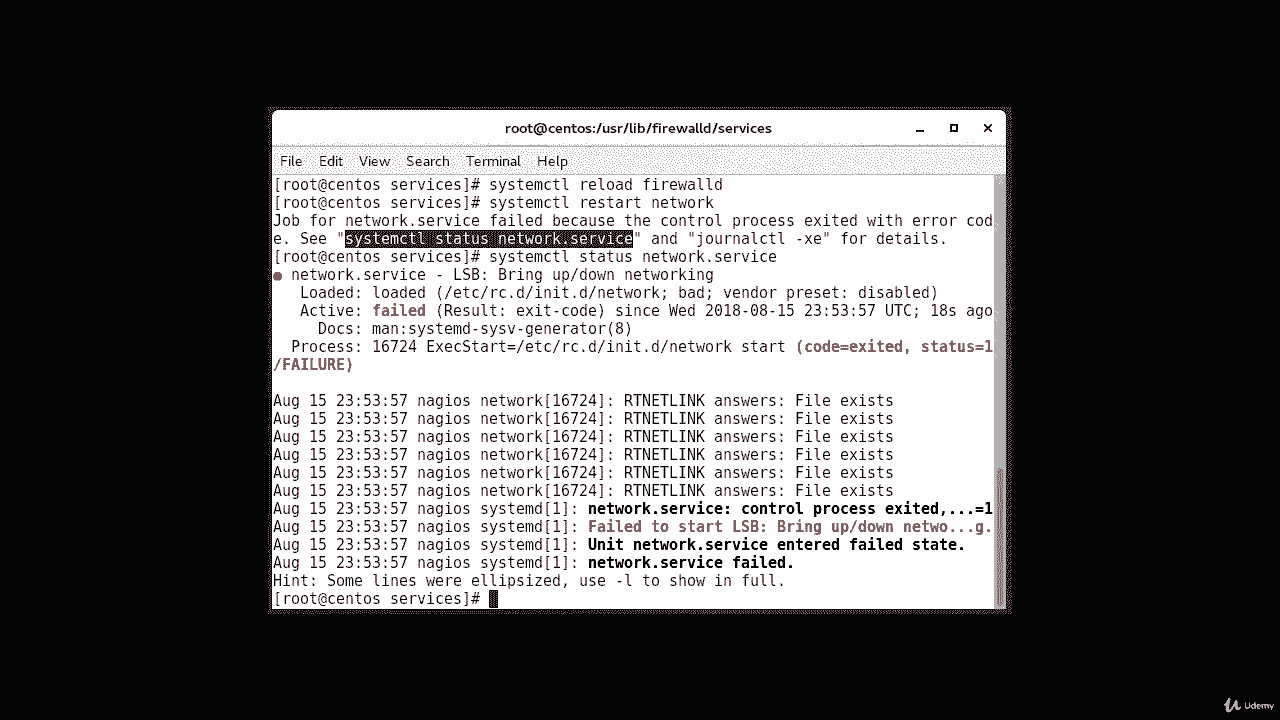 root@centos:/usr/lib/firewalld/services
File Edit View Search Terminal Help
[root@centos services]# systemctl reload firewalld
[root@centos services]# systemctl restart network
Job for network.service failed because the control process exited with error cod
e. See "systemctl status network.service" and "journalctl -xe" for details.
[root@centos services]# systemctl status network.service
● network.service - LSB: Bring up/down networking
   Loaded: loaded (/etc/rc.d/init.d/network; bad; vendor preset: disabled)
   Active: failed (Result: exit-code) since Wed 2018-08-15 23:53:57 UTC; 18s ago
     Docs: man:systemd-sysv-generator(8)
  Process: 16724 ExecStart=/etc/rc.d/init.d/network start (code=exited, status=1
/FAILURE)
Aug 15 23:53:57 nagios network[16724]: RTNETLINK answers: File exists
Aug 15 23:53:57 nagios network[16724]: RTNETLINK answers: File exists
Aug 15 23:53:57 nagios network[16724]: RTNETLINK answers: File exists
Aug 15 23:53:57 nagios network[16724]: RTNETLINK answers: File exists
Aug 15 23:53:57 nagios network[16724]: RTNETLINK answers: File exists
Aug 15 23:53:57 nagios network[16724]: RTNETLINK answers: File exists
Aug 15 23:53:57 nagios systemd[1]: network.service: control process exited,...=1
Aug 15 23:53:57 nagios systemd[1]: Failed to start LSB: Bring up/down netwo...g.
Aug 15 23:53:57 nagios systemd[1]: Unit network.service entered failed state.
Aug 15 23:53:57 nagios systemd[1]: network.service failed.
Hint: Some lines were ellipsized, use -l to show in full.
[root@centos services]#
Udemy